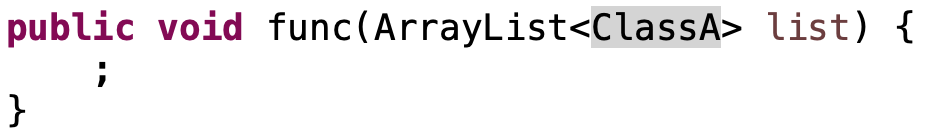 public void func(ArrayList<ClassA> list) {
    ;
}